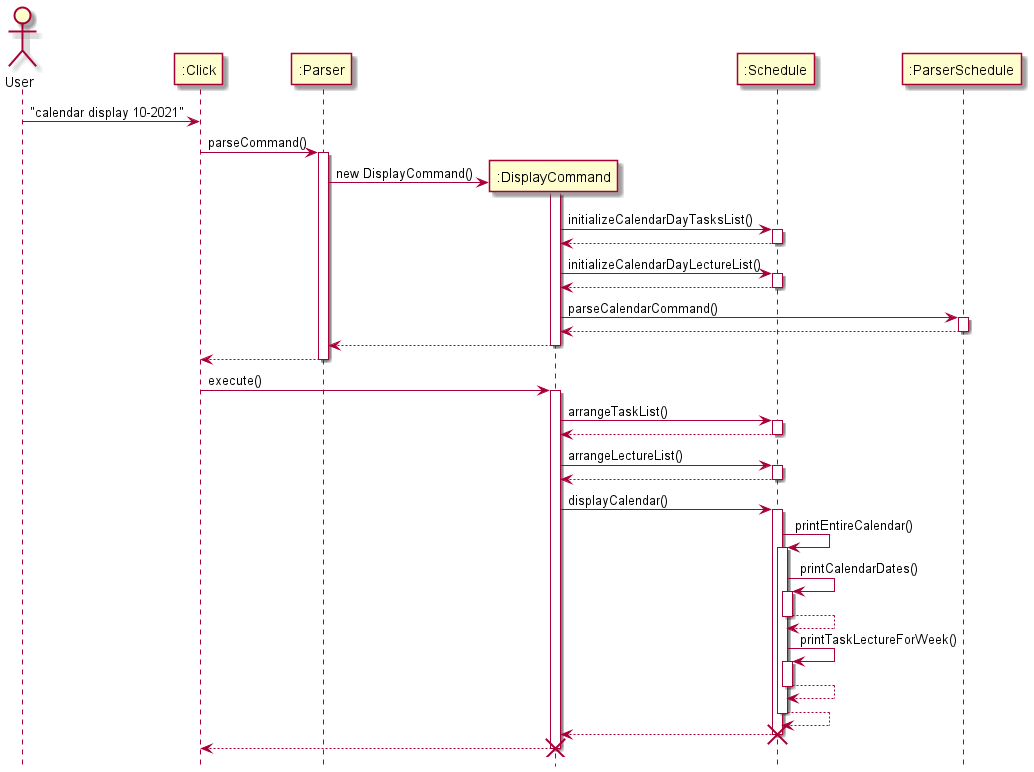 User
:Click
:Parser
:Schedule
:ParserSchedule
"calendar display 10-2021"
parseCommand()
new DisplayCommand()
:DisplayCommand
initializeCalendarDayTasksList()
initializeCalendarDayLectureList()
parseCalendarCommand()
execute()
arrangeTaskList()
arrangeLectureList()
displayCalendar()
printEntireCalendar()
printCalendarDates()
printTaskLectureForWeek()